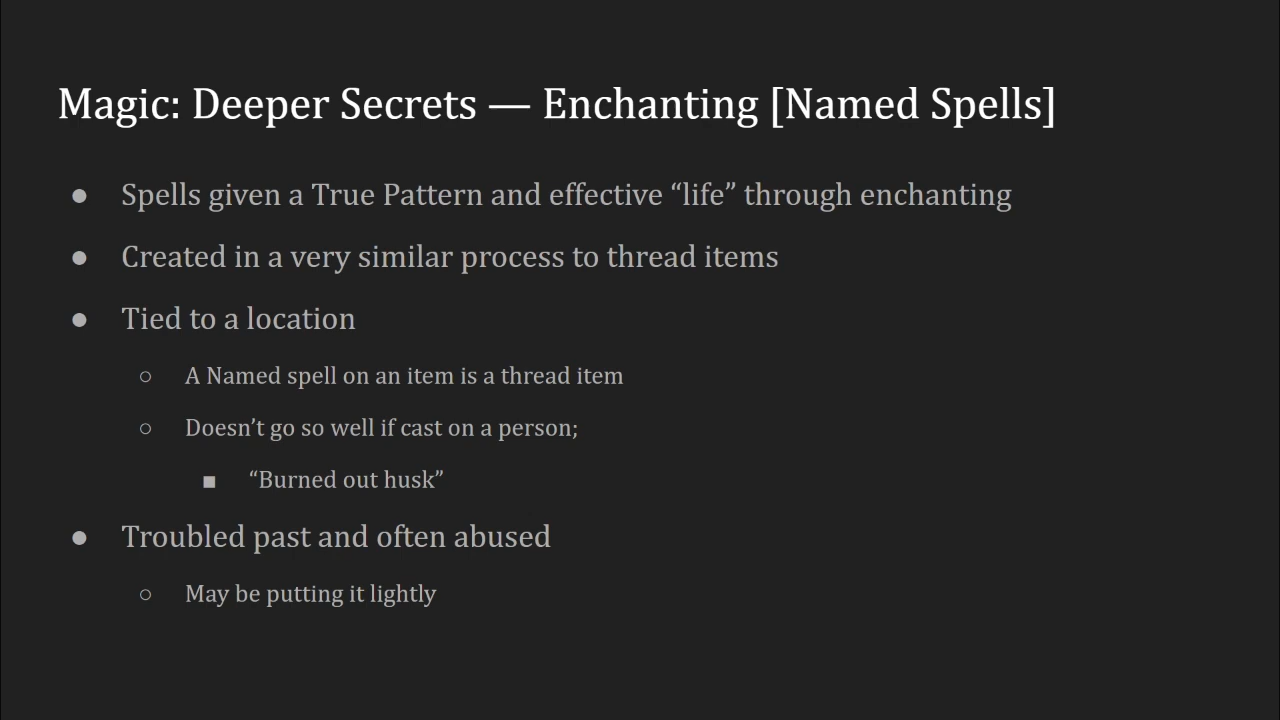 Magic: Deeper Secrets — Enchanting [Named Spells]
● Spells given a True Pattern and effective “life” through enchanting
● Created in a very similar process to thread items
● Tied to a location
○ A Named spell on an item is a thread item
○ Doesn’t go so well if cast on a person;
■ “Burned out husk”
● Troubled past and often abused
○ May be putting it lightly